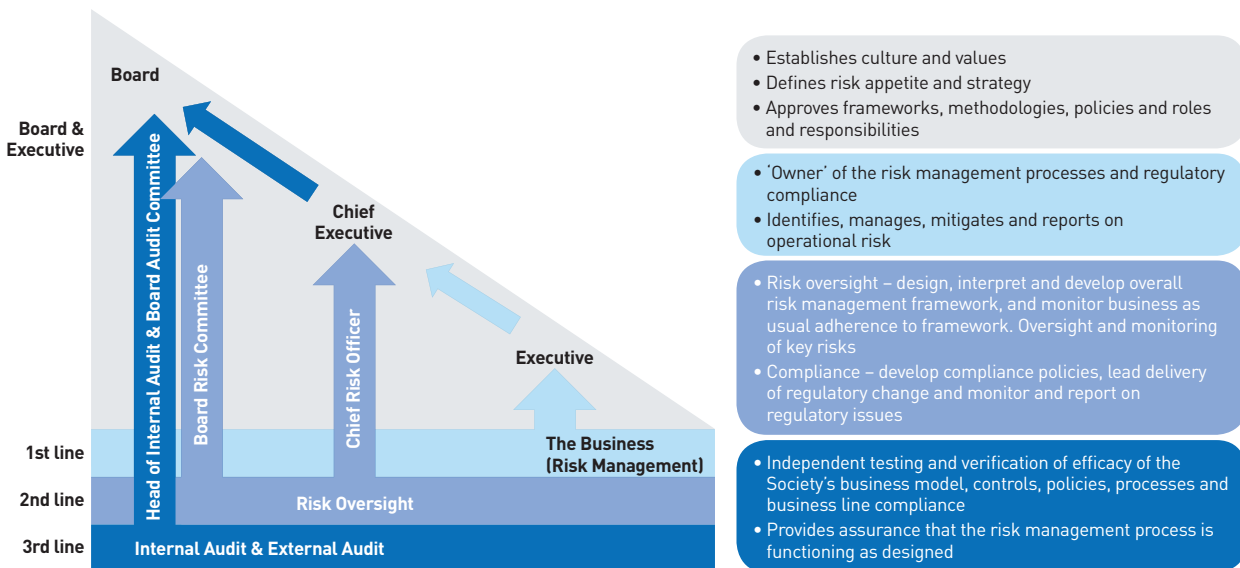 Board
Board &
Executive
Chief
Executive
Executive
Head of Internal Audit & Board Audit Committee
Board Risk Committee
Chief Risk Officer
1st line
The Business
(Risk Management)
2nd line
Risk Oversight
3rd line
Internal Audit & External Audit
• Establishes culture and values
• Defines risk appetite and strategy
• Approves frameworks, methodologies, policies and roles
and responsibilities
• ‘Owner’ of the risk management processes and regulatory
compliance
• Identifies, manages, mitigates and reports on
operational risk
• Risk oversight – design, interpret and develop overall
risk management framework, and monitor business as
usual adherence to framework. Oversight and monitoring
of key risks
• Compliance – develop compliance policies, lead delivery
of regulatory change and monitor and report on
regulatory issues
• Independent testing and verification of efficacy of the
Society’s business model, controls, policies, processes and
business line compliance
• Provides assurance that the risk management process is
functioning as designed